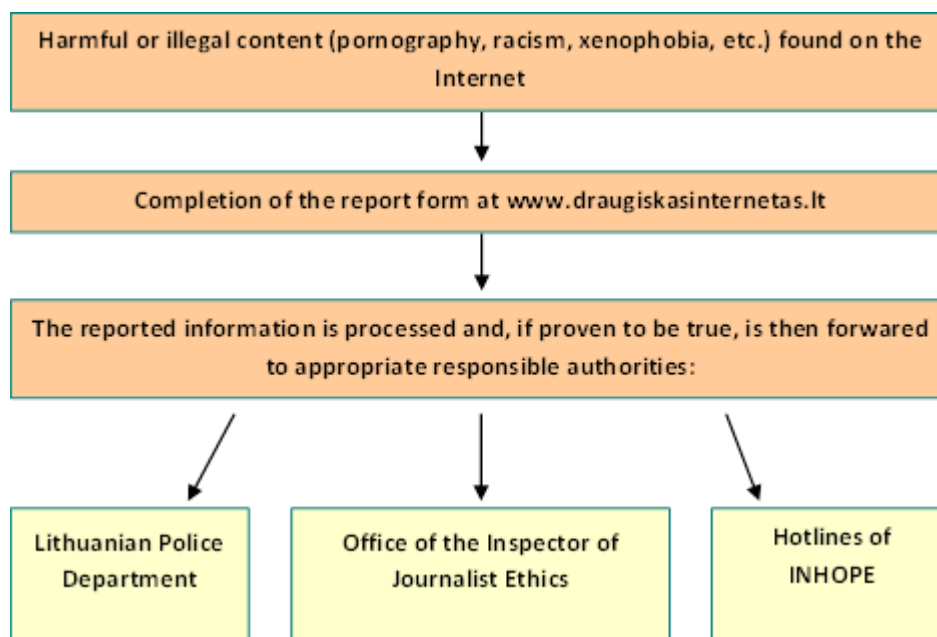 Harmful or illegal content (pornography, racism, xenophobia, etc.) found on the
Internet
Completion of the report form at www.draugiskasinternetas.lt
The reported information is processed and, if proven to be true, is then forwared
to appropriate responsible authorities:
Lithuanian Police
Department
Office of the Inspector of
Journalist Ethics
Hotlines of
INHOPE